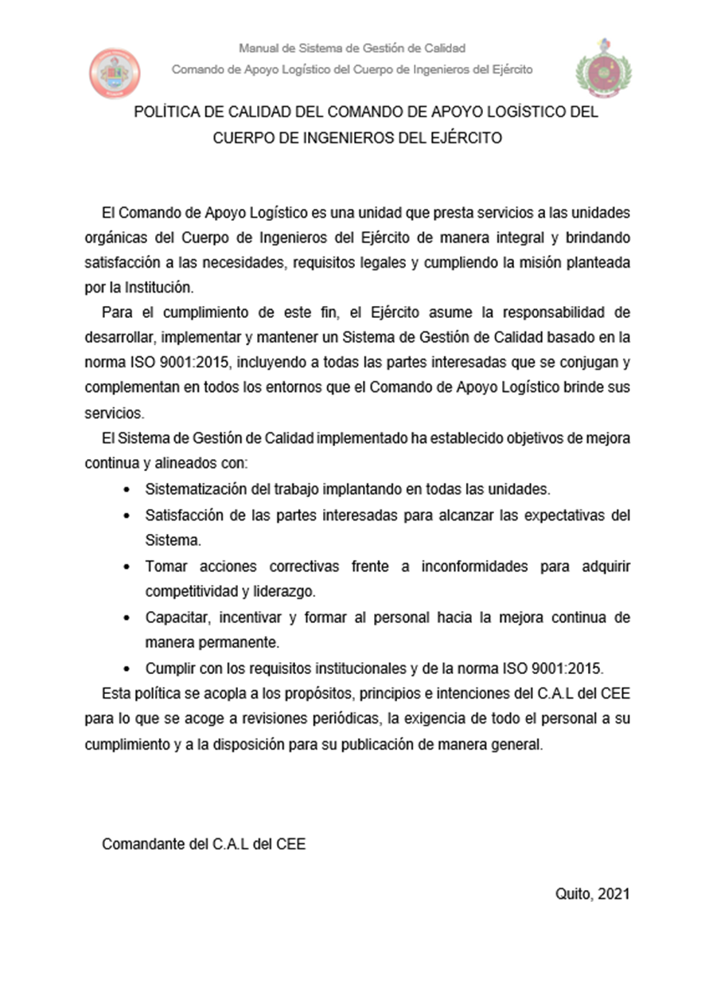 Manual de Sistema de Gestión de Calidad
Comando de Apoyo Logístico del Cuerpo de Ingenieros del Ejército
POLÍTICA DE CALIDAD DEL COMANDO DE APOYO LOGÍSTICO DEL
CUERPO DE INGENIEROS DEL EJÉRCITO
El Comando de Apoyo Logístico es una unidad que presta servicios a las unidades
orgánicas del Cuerpo de Ingenieros del Ejército de manera integral y brindando
satisfacción a las necesidades, requisitos legales y cumpliendo la misión planteada
por la Institución.
Para el cumplimiento de este fin, el Ejército asume la responsabilidad de
desarrollar, implementar y mantener un Sistema de Gestión de Calidad basado en la
norma ISO 9001:2015, incluyendo a todas las partes interesadas que se conjugan y
complementan en todos los entornos que el Comando de Apoyo Logístico brinde sus
servicios.
El Sistema de Gestión de Calidad implementado ha establecido objetivos de mejora
continua y alineados con:
• Sistematización del trabajo implantando en todas las unidades.
• Satisfacción de las partes interesadas para alcanzar las expectativas del
Sistema.
• Tomar acciones correctivas frente a inconformidades para adquirir
competitividad y liderazgo.
• Capacitar, incentivar y formar al personal hacia la mejora continua de
manera permanente.
• Cumplir con los requisitos institucionales y de la norma ISO 9001:2015.
Esta política se acopla a los propósitos, principios e intenciones del C.A.L del CEE
para lo que se acoge a revisiones periódicas, la exigencia de todo el personal a su
cumplimiento y a la disposición para su publicación de manera general.
Comandante del C.A.L del CEE
Quito, 2021